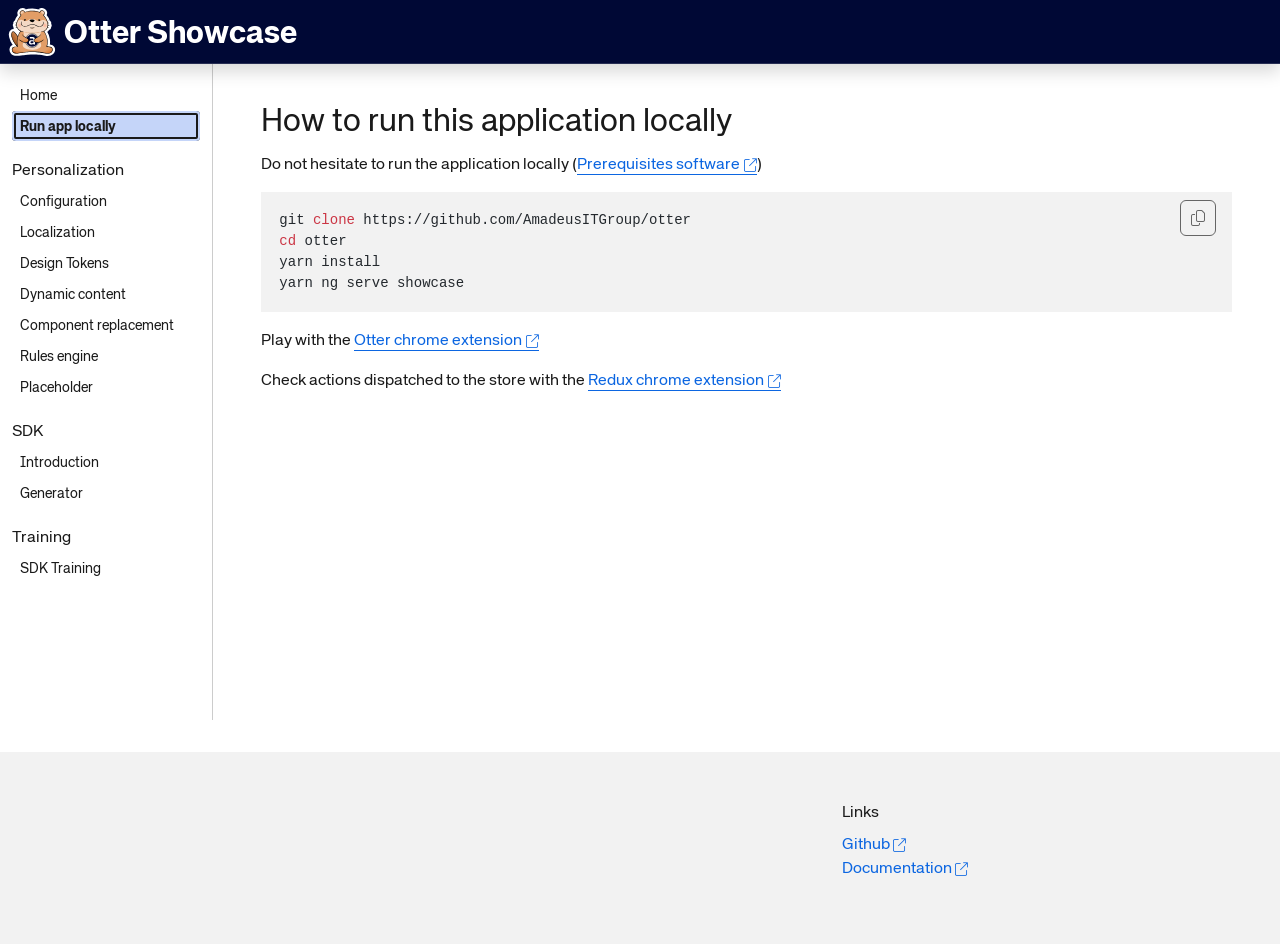 Otter Showcase
Home
Run app locally
Personalization
Configuration
Localization
Design Tokens
Dynamic content
Component replacement
Rules engine
Placeholder
SDK
Introduction
Generator
Training
SDK Training
How to run this application locally
Do not hesitate to run the application locally (Prerequisites software)
git clone https://github.com/AmadeusITGroup/otter
cd otter
yarn install
yarn ng serve showcase
Play with the Otter chrome extension
Check actions dispatched to the store with the Redux chrome extension
Links
Github
Documentation